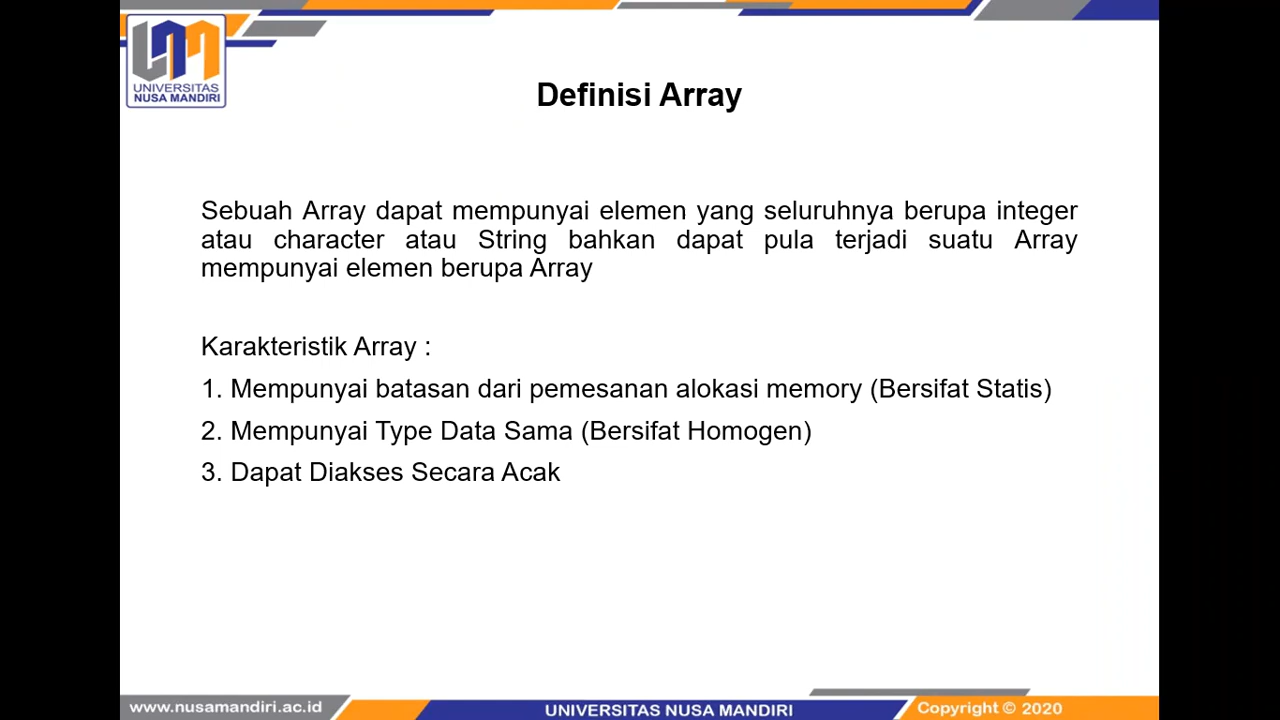 UNIVERSITAS
NUSA MANDIRI
Definisi Array
Sebuah Array dapat mempunyai elemen yang seluruhnya berupa integer
atau character atau String bahkan dapat pula terjadi suatu Array
mempunyai elemen berupa Array
Karakteristik Array :
1. Mempunyai batasan dari pemesanan alokasi memory (Bersifat Statis)
2. Mempunyai Type Data Sama (Bersifat Homogen)
3. Dapat Diakses Secara Acak
www.nusamandiri.ac.id
UNIVERSITAS NUSA MANDIRI
Copyright © 2020